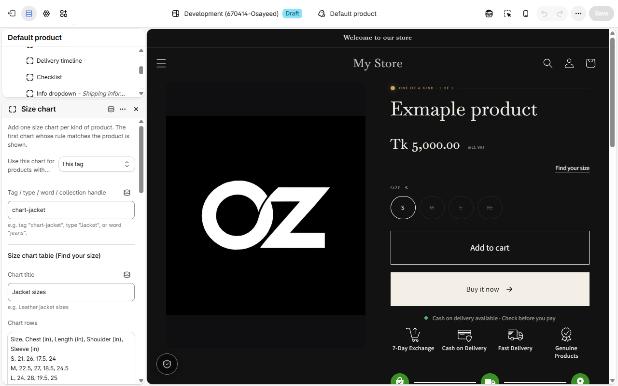 Development (670414-Osayeed) Draft
Default product
Save
Default product
Delivery timeline
Checklist
Info dropdown - Shipping infor...
Size chart
Add one size chart per kind of product. The
first chart whose rule matches the product is
shown.
Use this chart for
products with...
This tag
Tag / type / word / collection handle
chart-jacket
e.g. tag "chart-jacket", type "Jacket", or word
"jeans".
Size chart table (Find your size)
Chart title
Jacket sizes
e.g. Leather jacket sizes
Chart rows
Size, Chest (in), Length (in), Shoulder (in),
Sleeve (in)
S, 21, 26, 17.5, 24
M, 22.5, 27, 18.5, 24.5
L, 24, 28, 19.5, 25
Welcome to our store
My Store
OZ
Exmaple product
Tk 5,000.00
Find your size
S
Add to cart
Buy it now
Cash on delivery available · Check before you pay
7-Day Exchange
Cash on Delivery
Fast Delivery
Genuine
Products